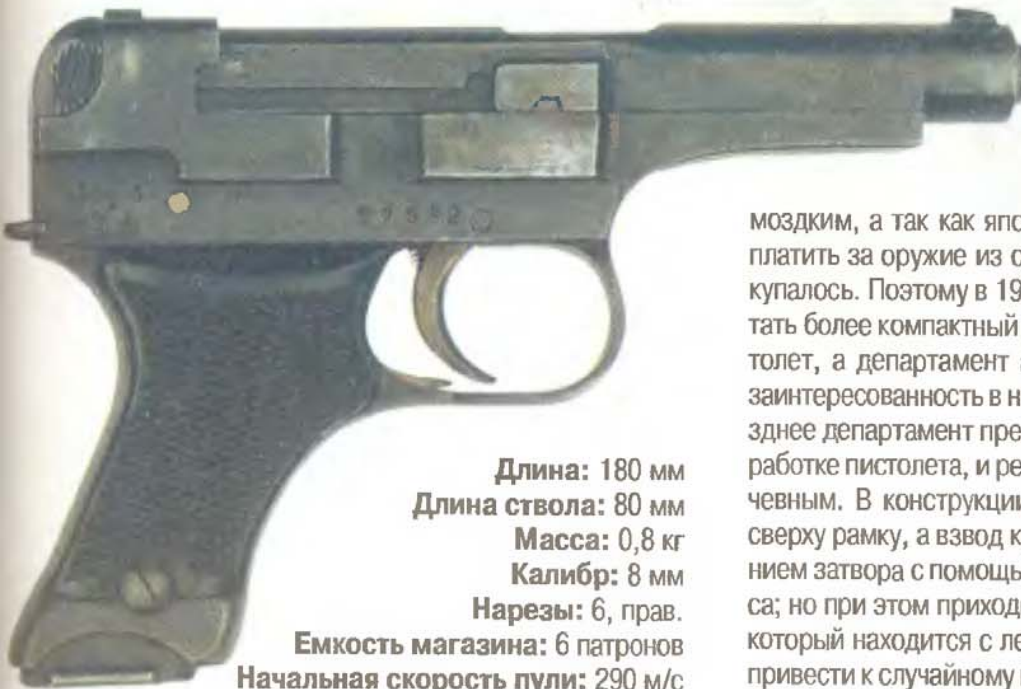 моздким, а так как япо
платить за оружие из с
купалось. Поэтому в 19
тать более компактный
толет, а департамент
заинтересованность в н
зднее департамент пре
работке пистолета, и ре
чевным. В конструкции
сверху рамку, а взвод к
нием затвора с помощь
са; но при этом приход
который находится с ле
привести к случайному
Длина: 180 мм
Длина ствола: 80 мм
Масса: 0,8 кг
Калибр: 8 мм
Нарезы: 6, прав.
Емкость магазина: 6 патронов
Начальная скорость пули: 290 м/с